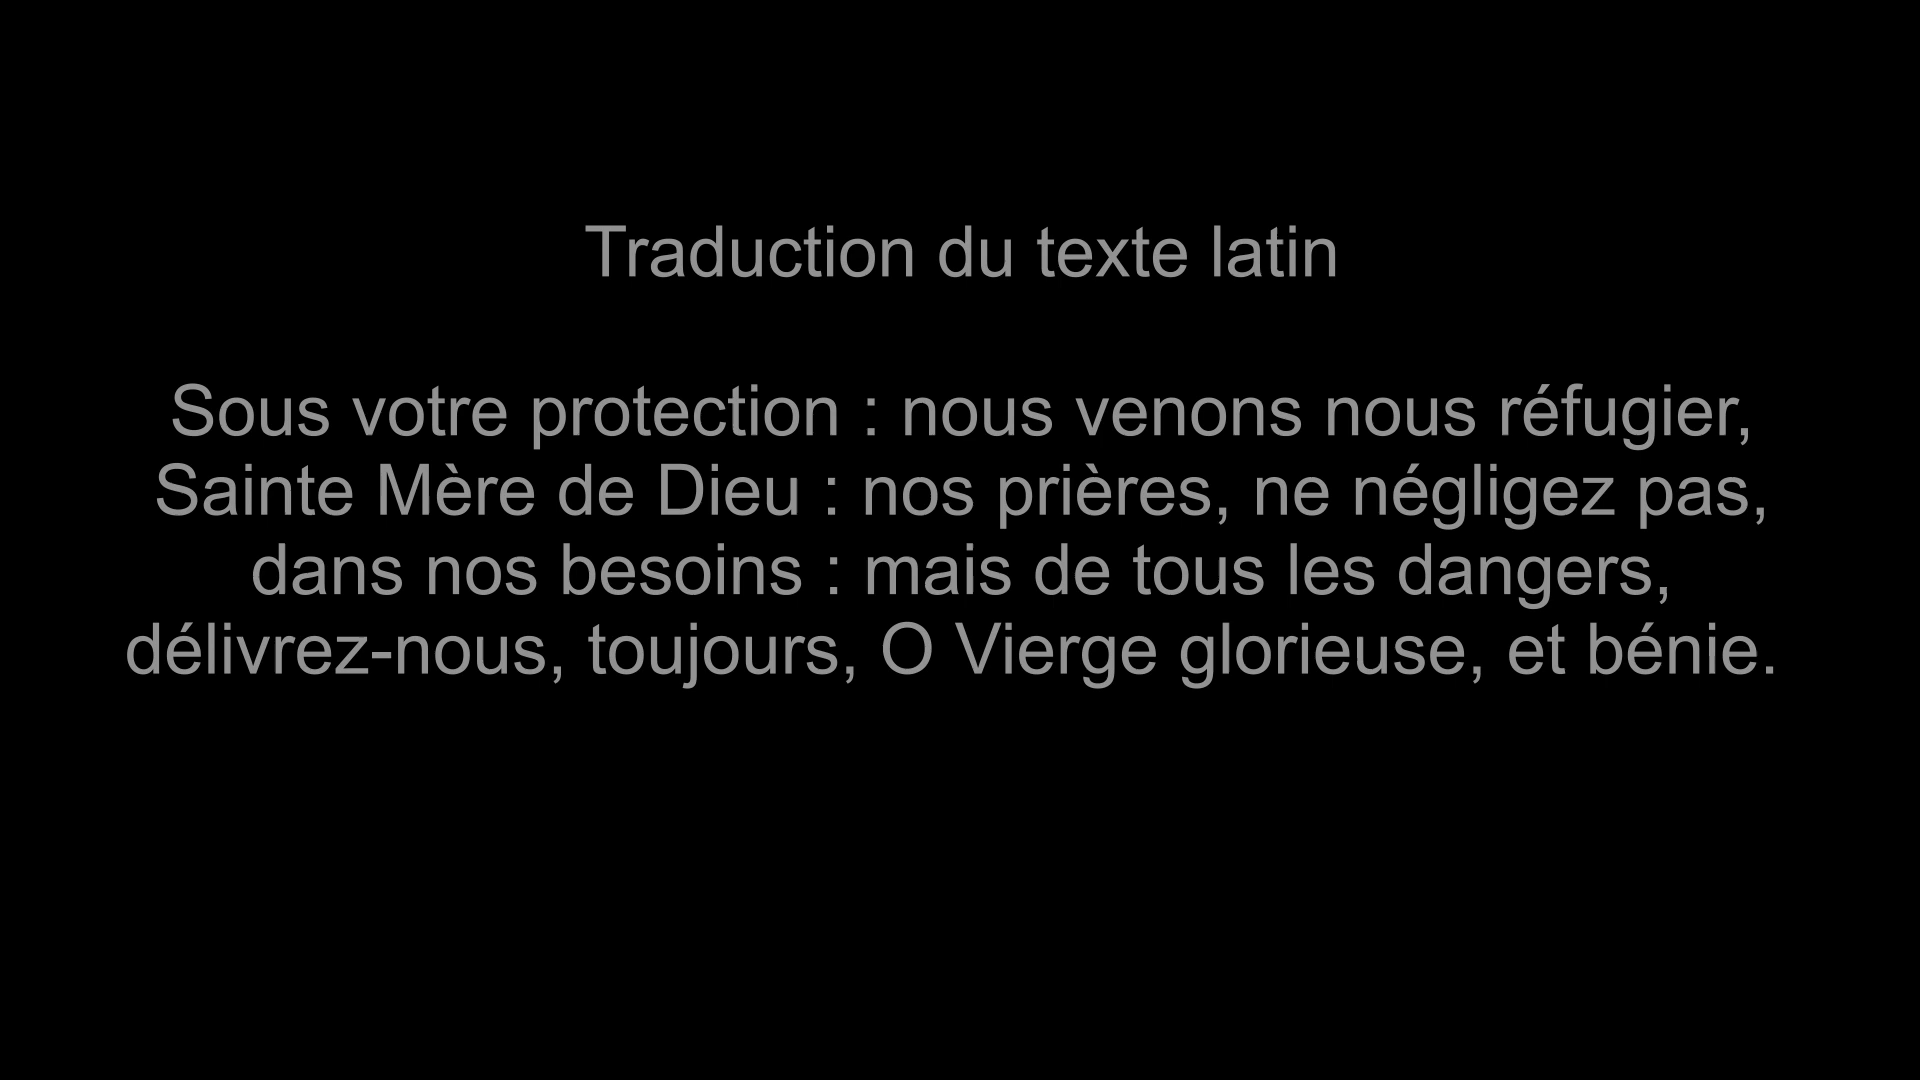 Traduction du texte latin
Sous votre protection : nous venons nous réfugier,
Sainte Mère de Dieu : nos prières, ne négligez pas,
dans nos besoins : mais de tous les dangers,
délivrez-nous, toujours, O Vierge glorieuse, et bénie.